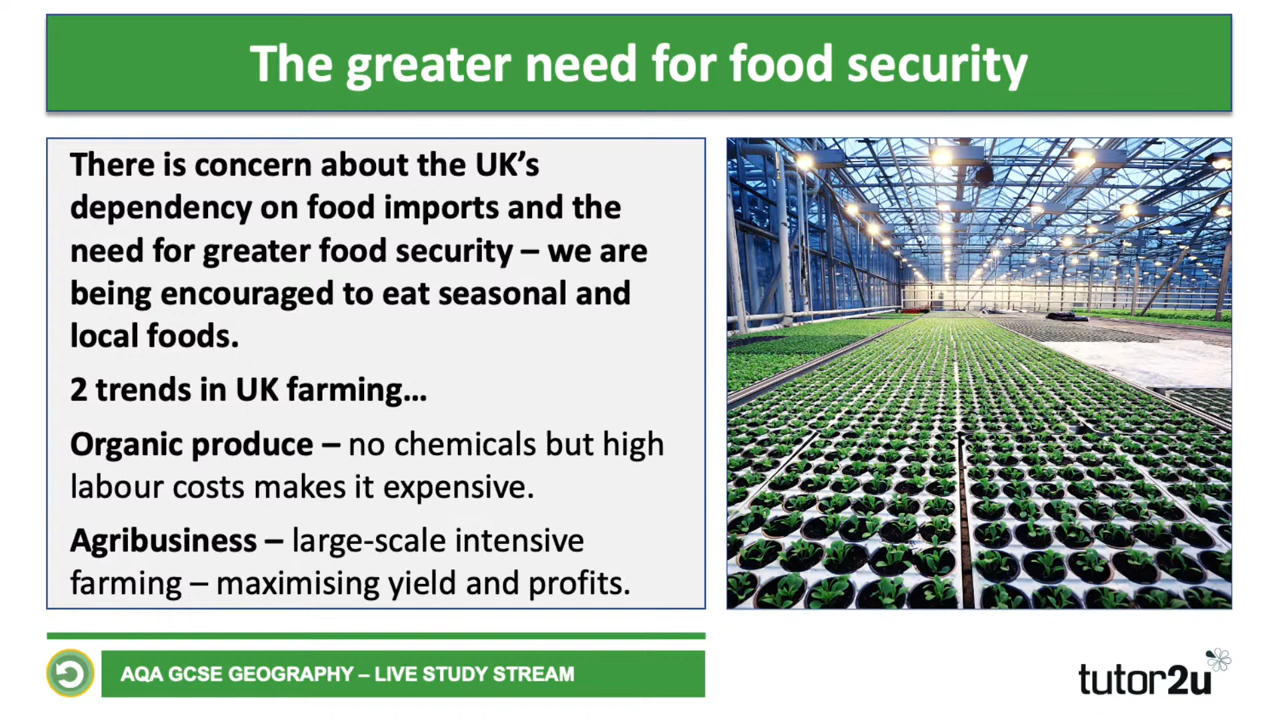 The greater need for food security
There is concern about the UK’s
dependency on food imports and the
need for greater food security – we are
being encouraged to eat seasonal and
local foods.
2 trends in UK farming…
Organic produce – no chemicals but high
labour costs makes it expensive.
Agribusiness – large-scale intensive
farming – maximising yield and profits.
AQA GCSE GEOGRAPHY – LIVE STUDY STREAM
tutor2u